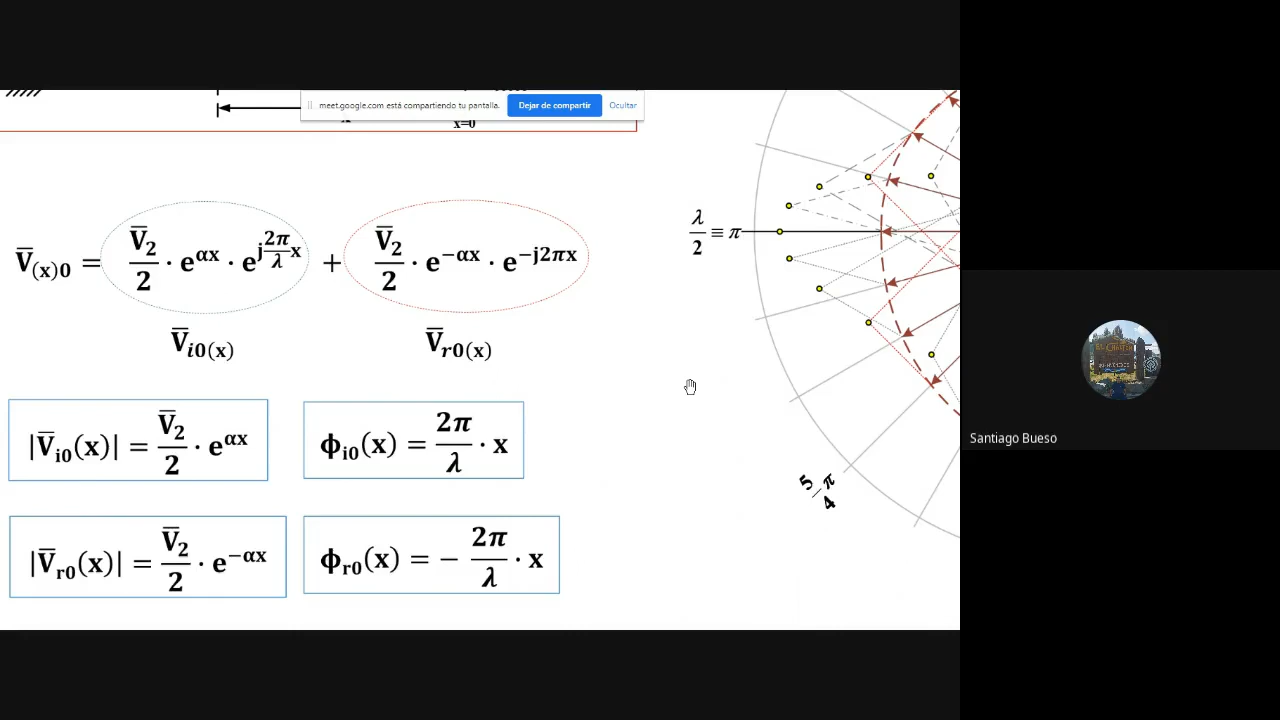 meet.google.com está compartiendo tu pantalla. Dejar de compartir Ocultar
x=0
V̅₍ₓ₎0 = V̅₂/2 · e^αx · e^(j 2π/λ x) + V̅₂/2 · e^−αx · e^−j2πx
V̅i0(x) V̅r0(x)
|V̅i0(x)| = V̅₂/2 · e^αx
ϕi0(x) = 2π/λ · x
|V̅r0(x)| = V̅₂/2 · e^−αx
ϕr0(x) = − 2π/λ · x
λ/2 ≡ π
5/4 π
Santiago Bueso